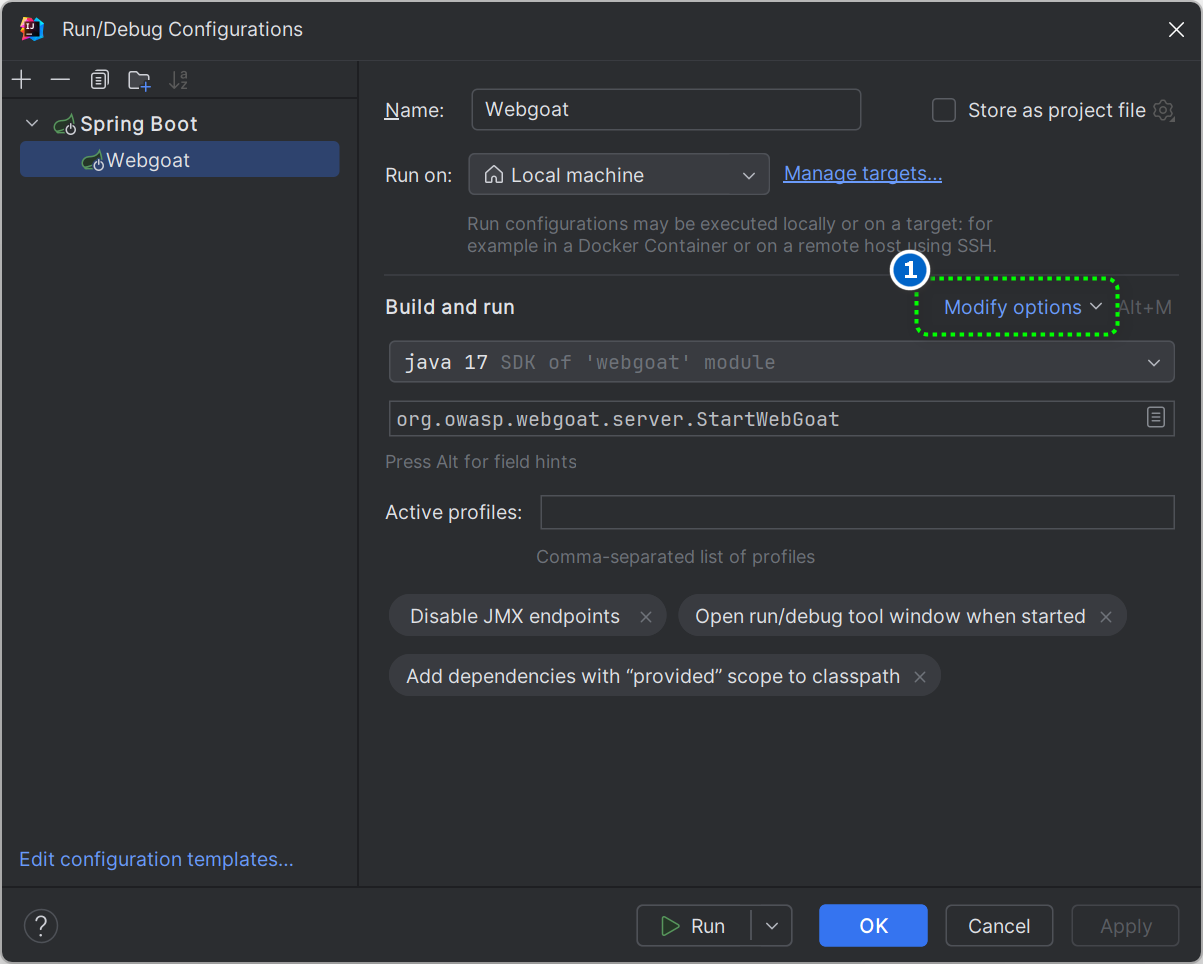 Run/Debug Configurations
Spring Boot
Webgoat
Edit configuration templates...
Name: Webgoat Store as project file
Run on: Local machine Manage targets...
Run configurations may be executed locally or on a target: for
example in a Docker Container or on a remote host using SSH.
1
Build and run Modify options Alt+M
java 17 SDK of 'webgoat' module
org.owasp.webgoat.server.StartWebGoat
Press Alt for field hints
Active profiles:
Comma-separated list of profiles
Disable JMX endpoints Open run/debug tool window when started
Add dependencies with “provided” scope to classpath
? Run OK Cancel Apply